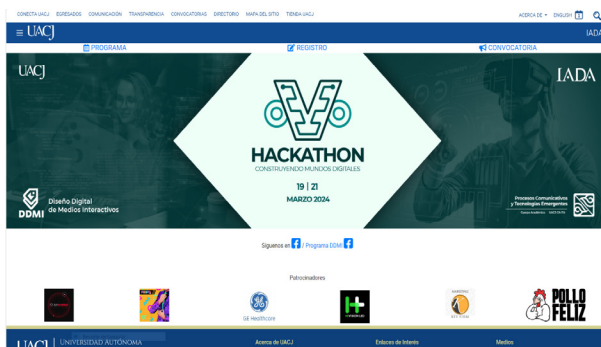 CONECTA UACJ EGRESADOS COMUNICACIÓN TRANSPARENCIA CONVOCATORIAS DIRECTORIO MAPA DEL SITIO TIENDA UACJ ACERCA DE ENGLISH
UACJ IADA
PROGRAMA REGISTRO CONVOCATORIA
UACJ IADA
HACKATHON
CONSTRUYENDO MUNDOS DIGITALES
19 | 21
MARZO 2024
DDMI Diseño Digital
de Medios Interactivos
Procesos Comunicativos
y Tecnologías Emergentes
Síguenos en / Programa DDMI
Patrocinadores
GE Healthcare
POLLO
FELIZ
UACJ UNIVERSIDAD AUTÓNOMA Acerca de UACJ Enlaces de Interés Medios